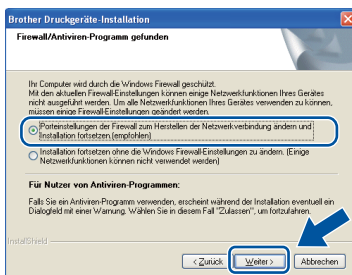 Brother Druckgeräte-Installation
Firewall/Antiviren-Programm gefunden
Ihr Computer wird durch die Windows Firewall geschützt.
Mit den aktuellen Firewall-Einstellungen können einige Netzwerkfunktionen Ihres Gerätes
nicht ausgeführt werden. Um alle Netzwerkfunktionen Ihres Gerätes verwenden zu können,
müssen einige Firewall-Einstellungen geändert werden.
Porteinstellungen der Firewall zum Herstellen der Netzwerkverbindung ändern und
Installation fortsetzen.(empfohlen)
Installation fortsetzen ohne die Windows Firewall-Einstellungen zu ändern. (Einige
Netzwerkfunktionen können nicht verwendet werden)
Für Nutzer von Antiviren-Programmen:
Falls Sie ein Antiviren-Programm verwenden, erscheint während der Installation eventuell ein
Dialogfeld mit einer Warnung. Wählen Sie in diesem Fall "Zulassen", um fortzufahren.
InstallShield
< Zurück
Weiter >
Abbrechen